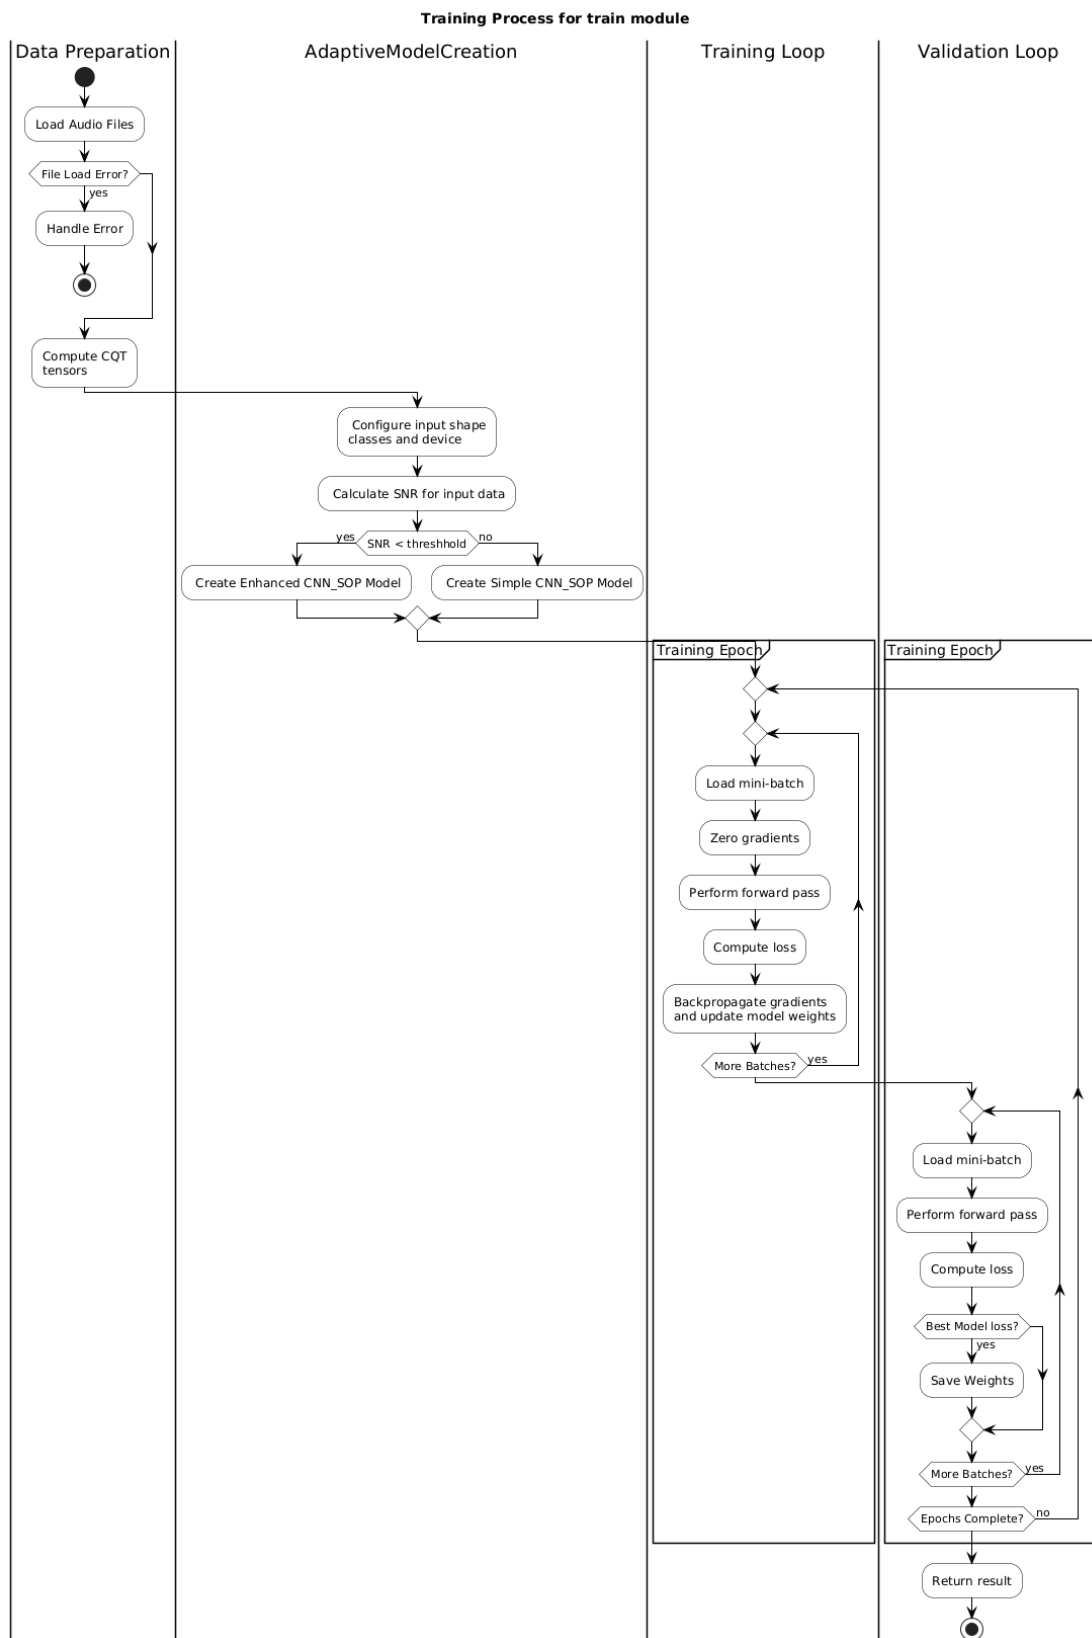 Training Process for train module
Data Preparation
AdaptiveModelCreation
Training Loop
Validation Loop
Load Audio Files
File Load Error?
yes
Handle Error
Compute CQT
tensors
Configure input shape
classes and device
Calculate SNR for input data
yes
SNR < threshhold
no
Create Enhanced CNN_SOP Model
Create Simple CNN_SOP Model
Training Epoch
Training Epoch
Load mini-batch
Zero gradients
Perform forward pass
Compute loss
Backpropagate gradients
and update model weights
More Batches?
yes
Load mini-batch
Perform forward pass
Compute loss
Best Model loss?
yes
Save Weights
More Batches?
yes
Epochs Complete?
no
Return result